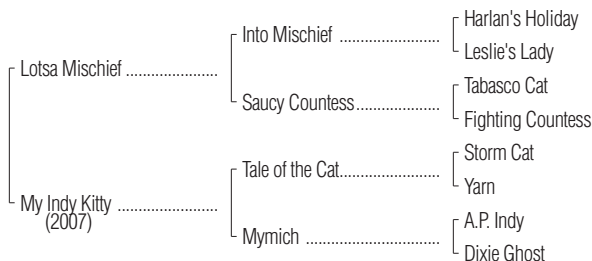 Harlan's Holiday
Into Mischief ........................
Leslie's Lady
Lotsa Mischief ......................
Tabasco Cat
Saucy Countess....................
Fighting Countess
Storm Cat
Tale of the Cat........................
Yarn
My Indy Kitty ........................
(2007)
A.P. Indy
Mymich ................................
Dixie Ghost